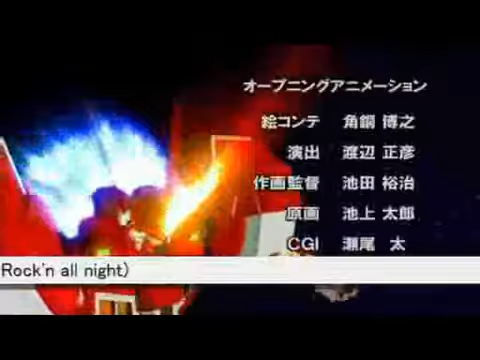 オープニングアニメーション
絵コンテ 角銅 博之
演出 渡辺 正彦
作画監督 池田 裕治
原画 池上 太郎
CGI 瀬尾 太
Rock'n all night)